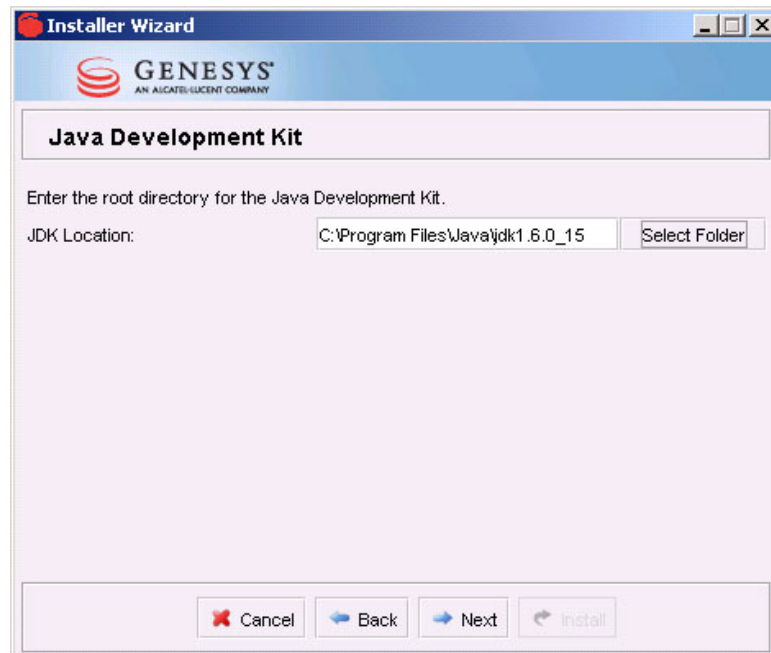 Installer Wizard
GENESYS
AN ALCATEL-LUCENT COMPANY
Java Development Kit
Enter the root directory for the Java Development Kit.
JDK Location: C:\Program Files\Java\jdk1.6.0_15 Select Folder
Cancel Back Next Install